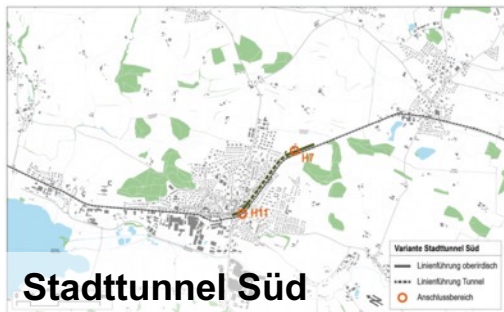 H7
H11
Variante Stadttunnel Süd
Linienführung oberirdisch
Linienführung Tunnel
Anschlussbereich
Stadttunnel Süd